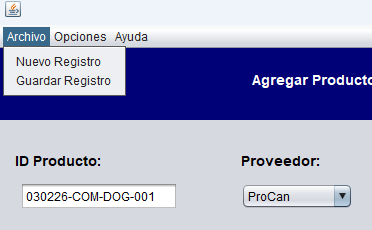 Archivo Opciones Ayuda
Nuevo Registro
Guardar Registro
Agregar Producto
ID Producto: Proveedor:
030226-COM-DOG-001 ProCan